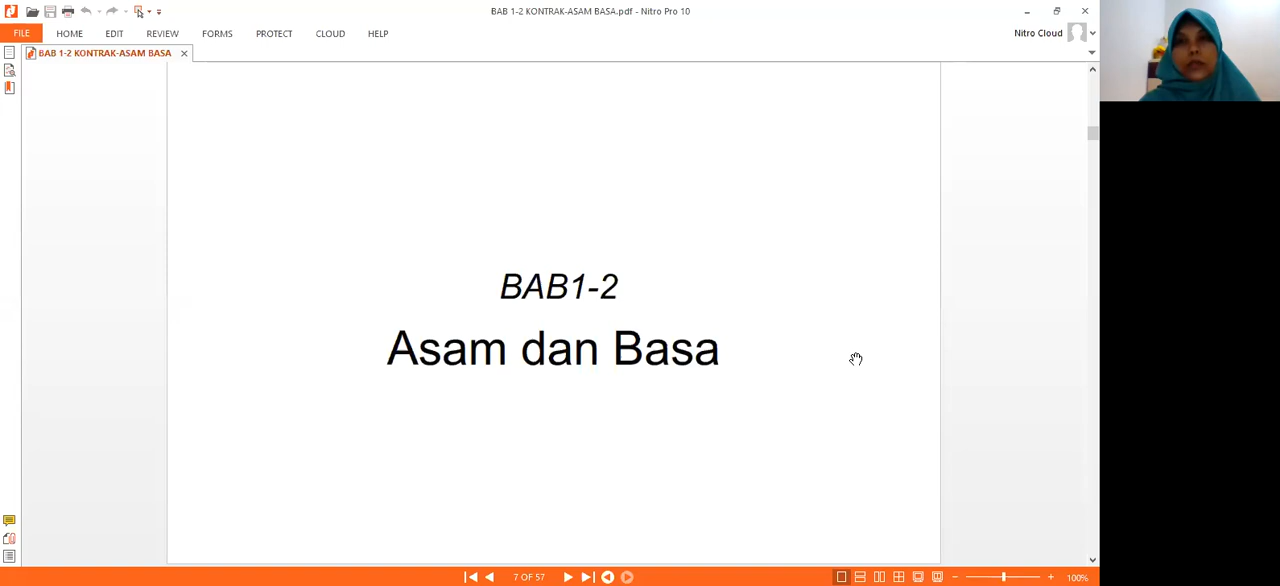 BAB 1-2 KONTRAK-ASAM BASA.pdf - Nitro Pro 10
FILE HOME EDIT REVIEW FORMS PROTECT CLOUD HELP Nitro Cloud
BAB 1-2 KONTRAK-ASAM BASA
BAB1-2
Asam dan Basa
7 OF 57 100%